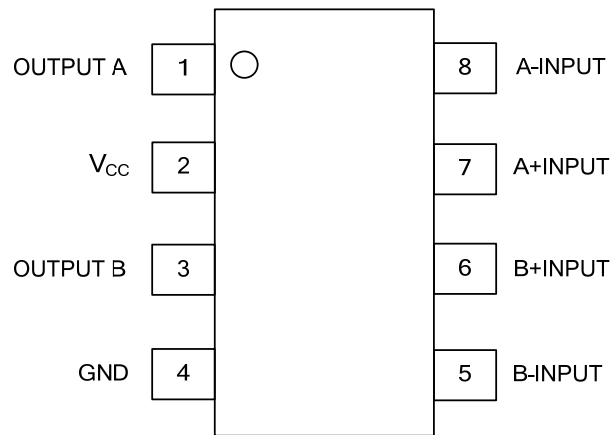 OUTPUT A 1 8 A-INPUT
VCC 2 7 A+INPUT
OUTPUT B 3 6 B+INPUT
GND 4 5 B-INPUT